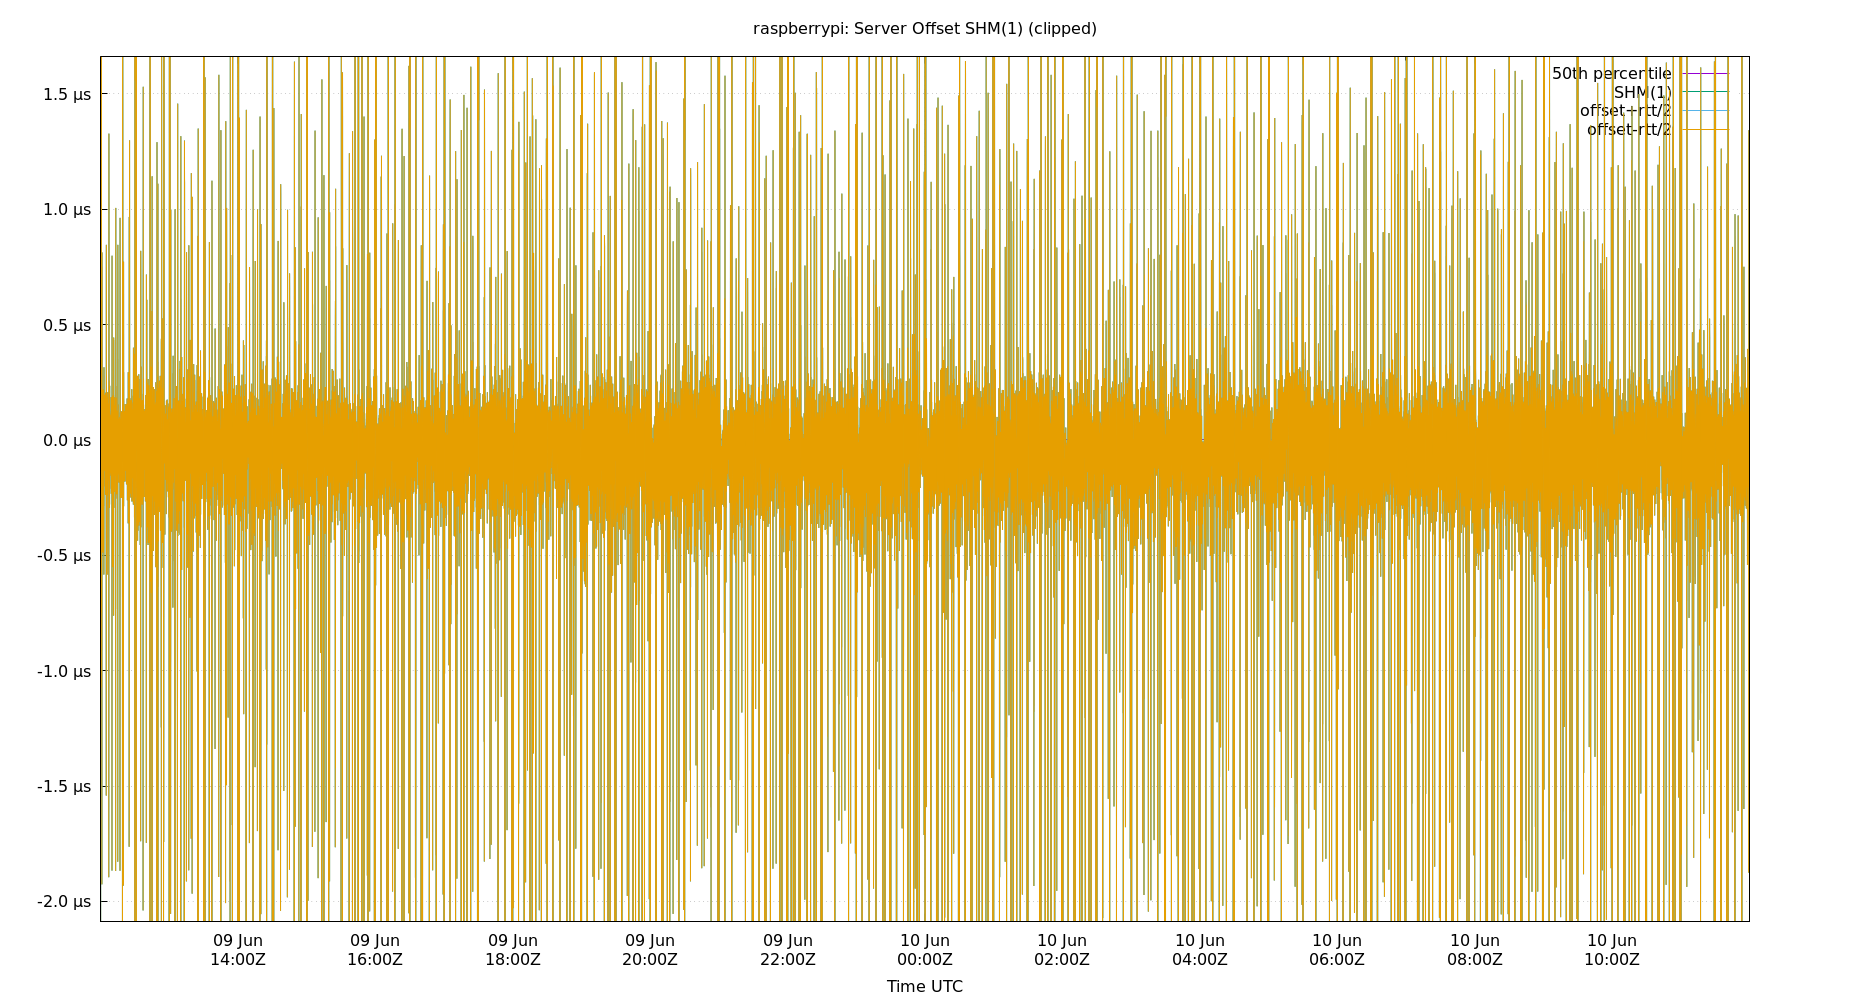 raspberrypi: Server Offset SHM(1) (clipped)
50th percentile
SHM(1)
offset+rtt/2
offset-rtt/2
1.5 µs
1.0 µs
0.5 µs
0.0 µs
-0.5 µs
-1.0 µs
-1.5 µs
-2.0 µs
09 Jun 09 Jun 09 Jun 09 Jun 09 Jun 10 Jun 10 Jun 10 Jun 10 Jun 10 Jun 10 Jun
14:00Z 16:00Z 18:00Z 20:00Z 22:00Z 00:00Z 02:00Z 04:00Z 06:00Z 08:00Z 10:00Z
Time UTC